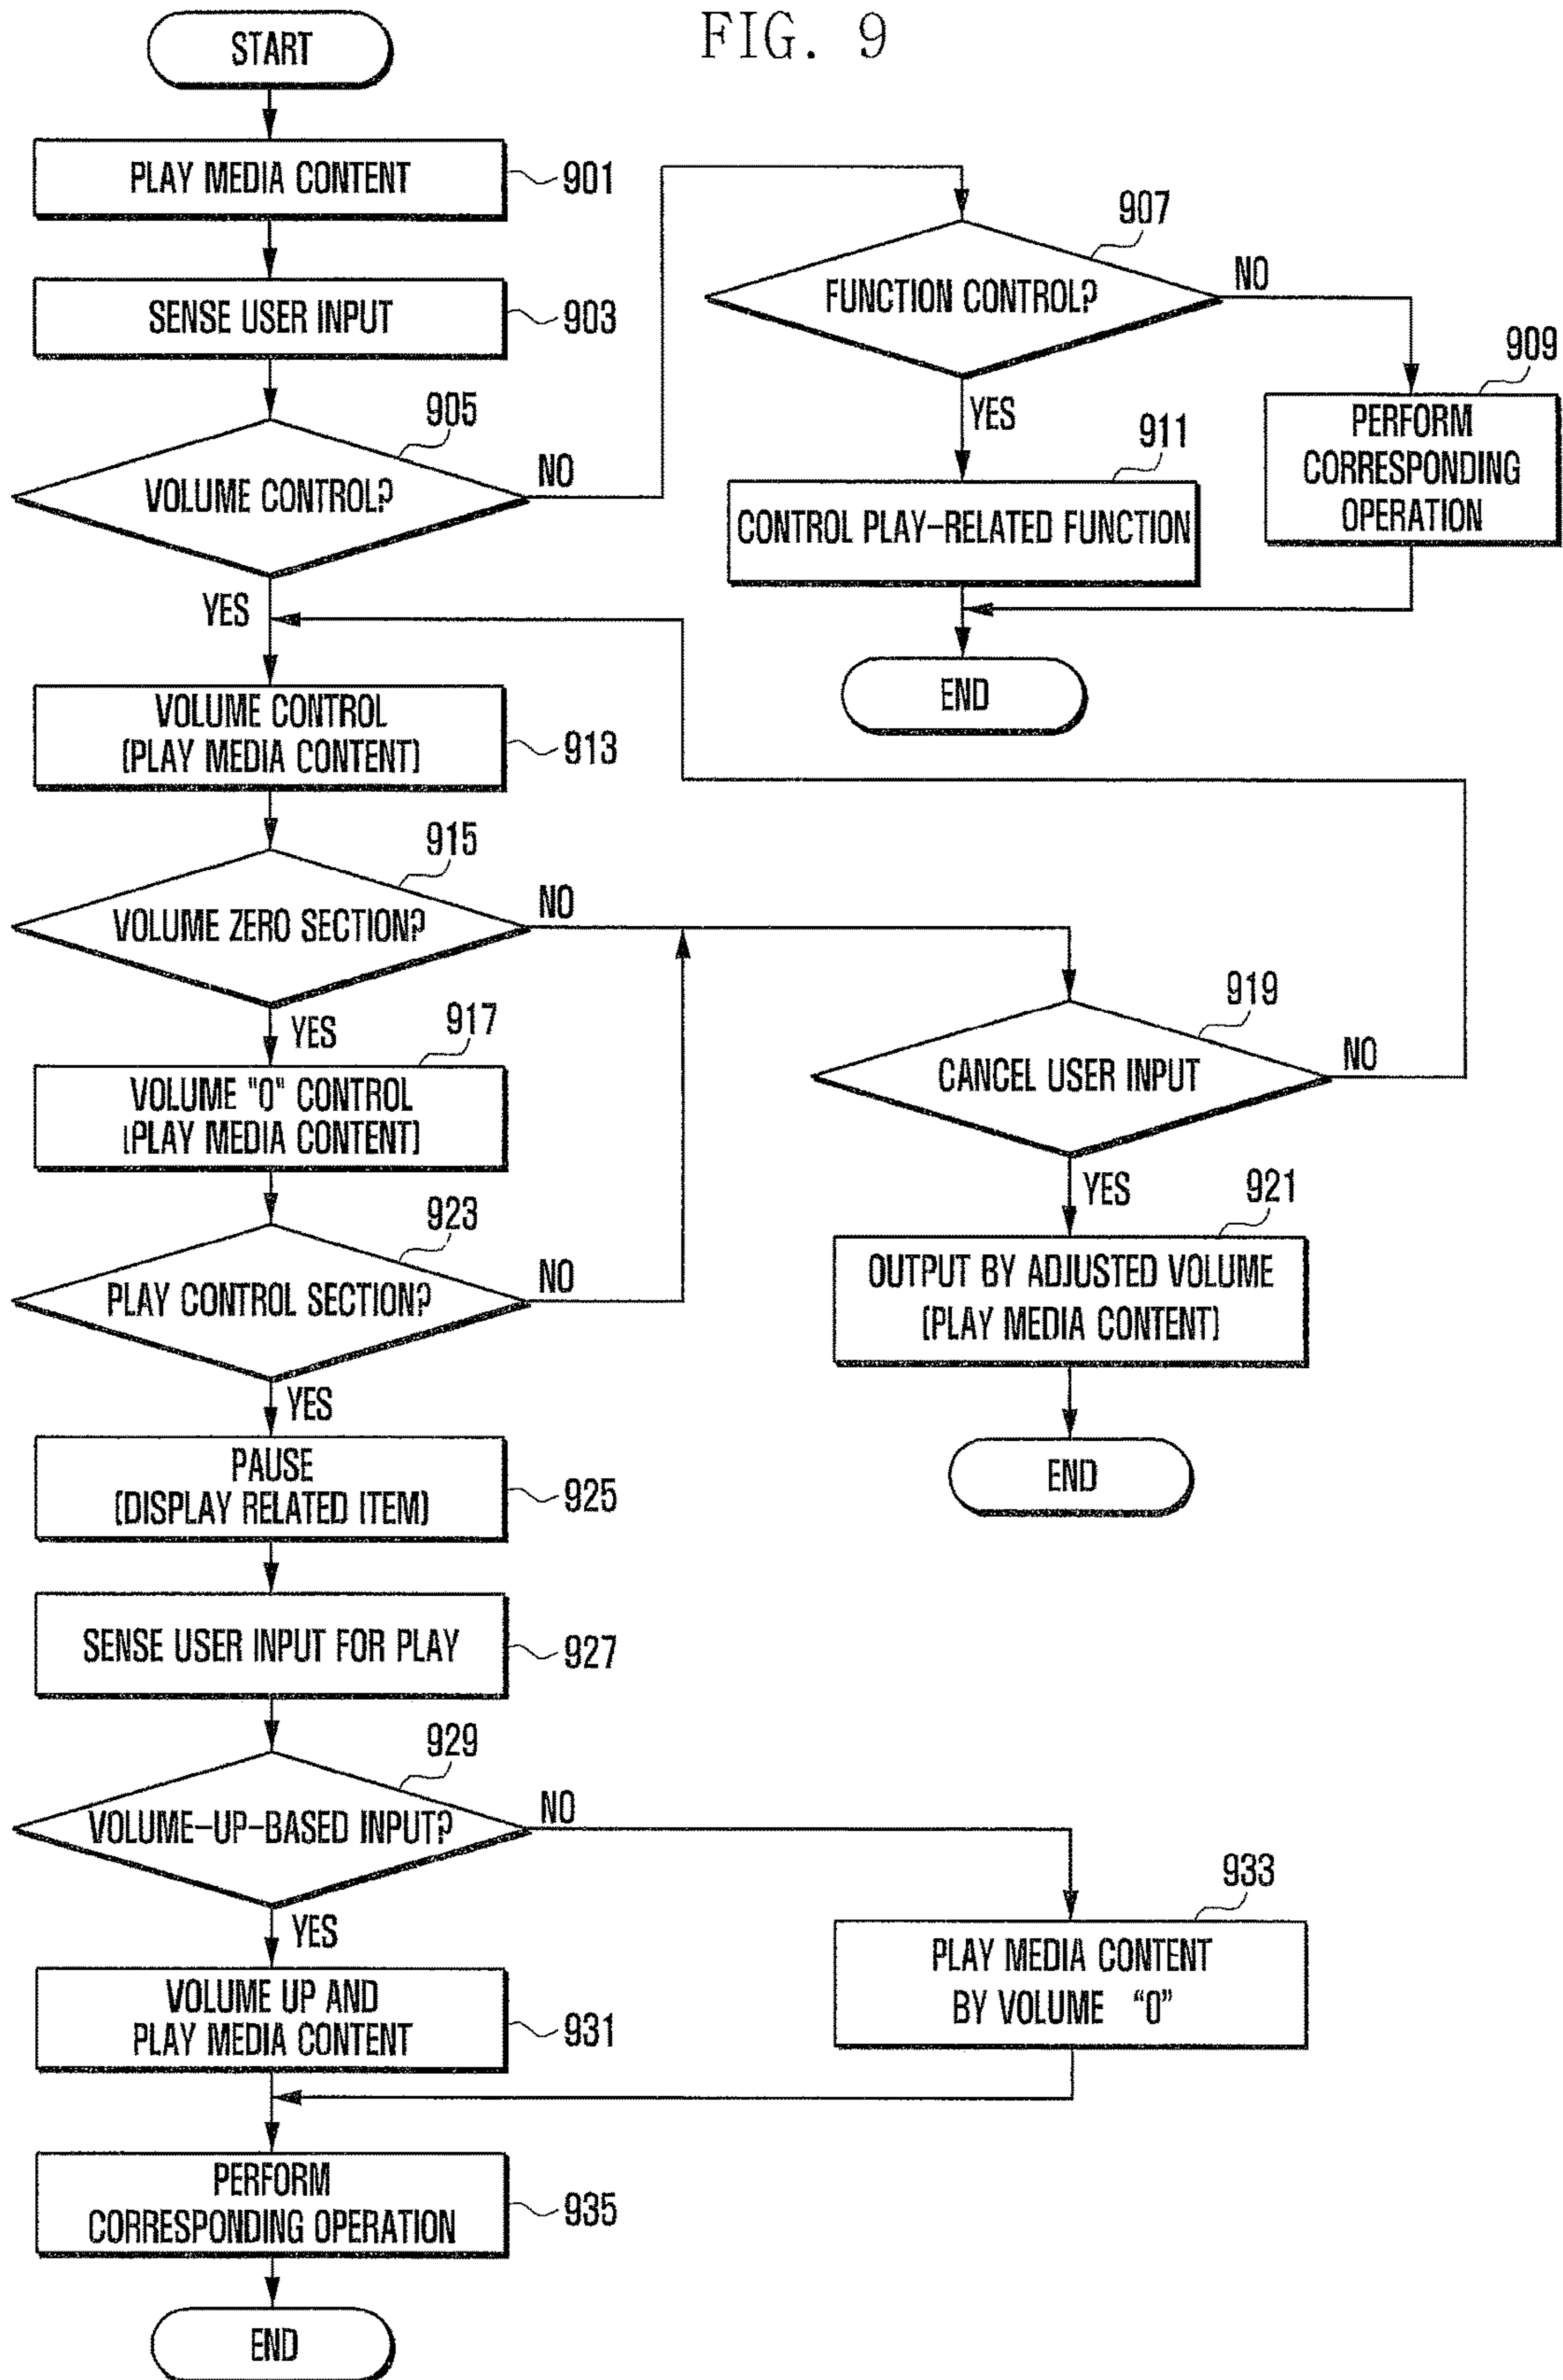 FIG. 9
START
PLAY MEDIA CONTENT
901
SENSE USER INPUT
903
VOLUME CONTROL?
905
NO
YES
FUNCTION CONTROL?
907
NO
YES
PERFORM
CORRESPONDING
OPERATION
909
CONTROL PLAY-RELATED FUNCTION
911
END
VOLUME CONTROL
(PLAY MEDIA CONTENT)
913
VOLUME ZERO SECTION?
915
NO
YES
VOLUME "0" CONTROL
(PLAY MEDIA CONTENT)
917
CANCEL USER INPUT
919
NO
YES
OUTPUT BY ADJUSTED VOLUME
(PLAY MEDIA CONTENT)
921
END
PLAY CONTROL SECTION?
923
NO
YES
PAUSE
(DISPLAY RELATED ITEM)
925
SENSE USER INPUT FOR PLAY
927
VOLUME-UP-BASED INPUT?
929
NO
YES
VOLUME UP AND
PLAY MEDIA CONTENT
931
PLAY MEDIA CONTENT
BY VOLUME "0"
933
PERFORM
CORRESPONDING OPERATION
935
END